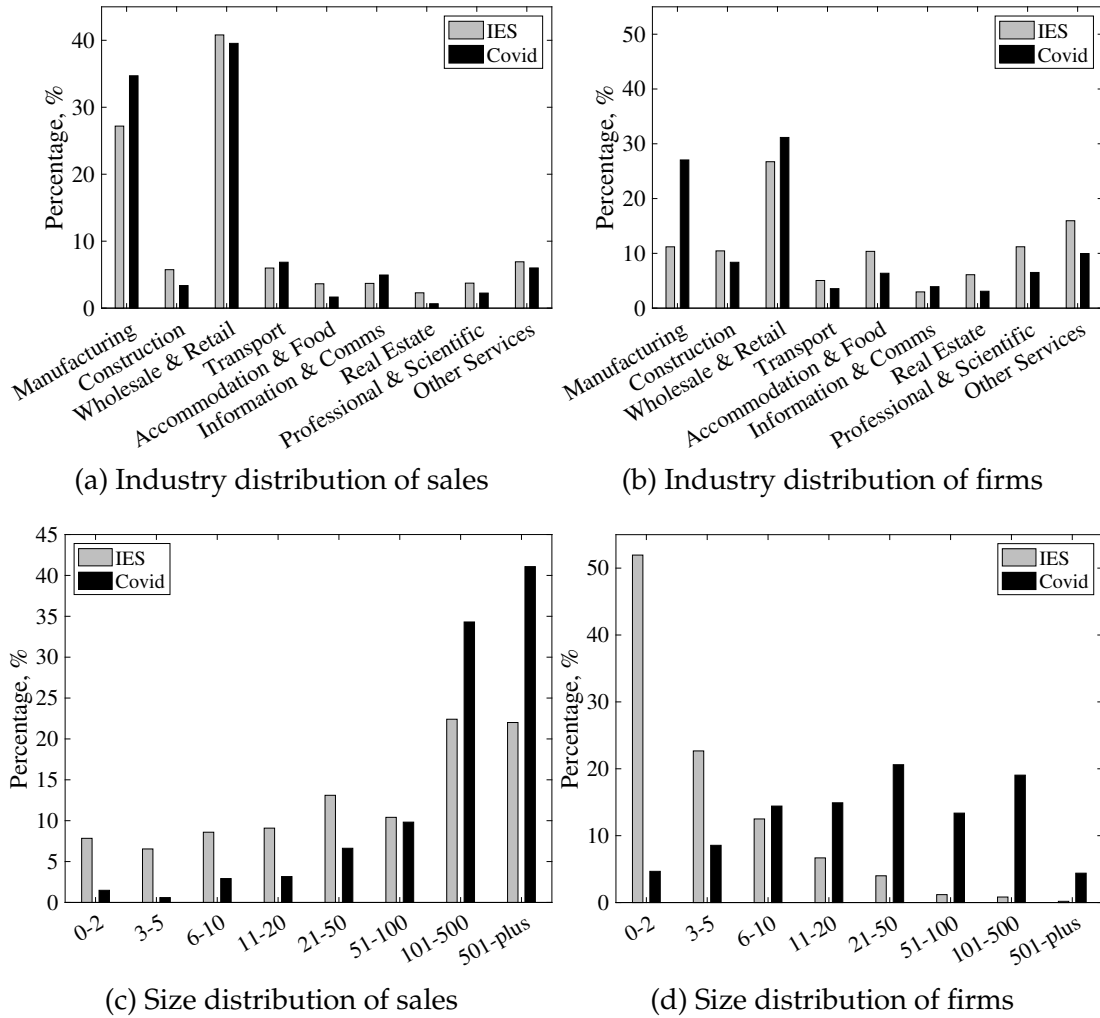 IES
Covid
Percentage, %
40
30
20
10
0
Manufacturing
Construction
Wholesale & Retail
Transport
Accommodation & Food
Information & Comms
Real Estate
Professional & Scientific
Other Services
(a) Industry distribution of sales
IES
Covid
Percentage, %
50
40
30
20
10
0
Manufacturing
Construction
Wholesale & Retail
Transport
Accommodation & Food
Information & Comms
Real Estate
Professional & Scientific
Other Services
(b) Industry distribution of firms
IES
Covid
Percentage, %
45
40
35
30
25
20
15
10
5
0
0-2
3-5
6-10
11-20
21-50
51-100
101-500
501-plus
(c) Size distribution of sales
IES
Covid
Percentage, %
50
40
30
20
10
0
0-2
3-5
6-10
11-20
21-50
51-100
101-500
501-plus
(d) Size distribution of firms